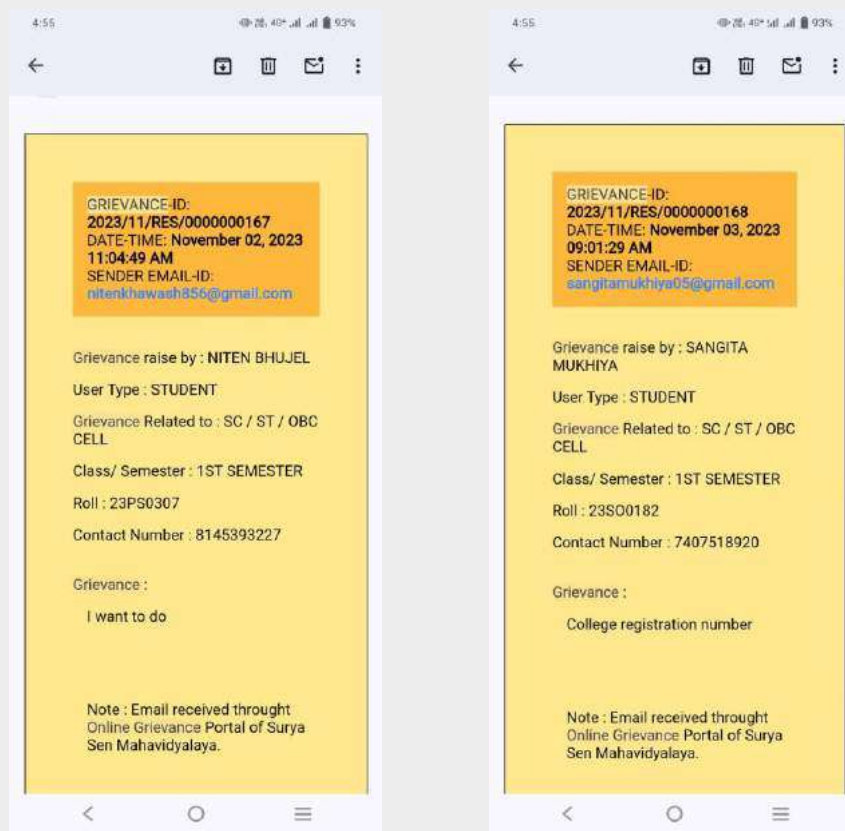 4:55
4G+
93%
GRIEVANCE-ID:
2023/11/RES/0000000167
DATE-TIME: November 02, 2023
11:04:49 AM
SENDER EMAIL-ID:
nitenkhawash856@gmail.com
Grievance raise by : NITEN BHUJEL
User Type : STUDENT
Grievance Related to : SC / ST / OBC
CELL
Class/ Semester : 1ST SEMESTER
Roll : 23PS0307
Contact Number : 8145393227
Grievance :
I want to do
Note : Email received throught
Online Grievance Portal of Surya
Sen Mahavidyalaya.
4:55
4G+
93%
GRIEVANCE-ID:
2023/11/RES/0000000168
DATE-TIME: November 03, 2023
09:01:29 AM
SENDER EMAIL-ID:
sangitamukhiya05@gmail.com
Grievance raise by : SANGITA
MUKHIYA
User Type : STUDENT
Grievance Related to : SC / ST / OBC
CELL
Class/ Semester : 1ST SEMESTER
Roll : 23SO0182
Contact Number : 7407518920
Grievance :
College registration number
Note : Email received throught
Online Grievance Portal of Surya
Sen Mahavidyalaya.